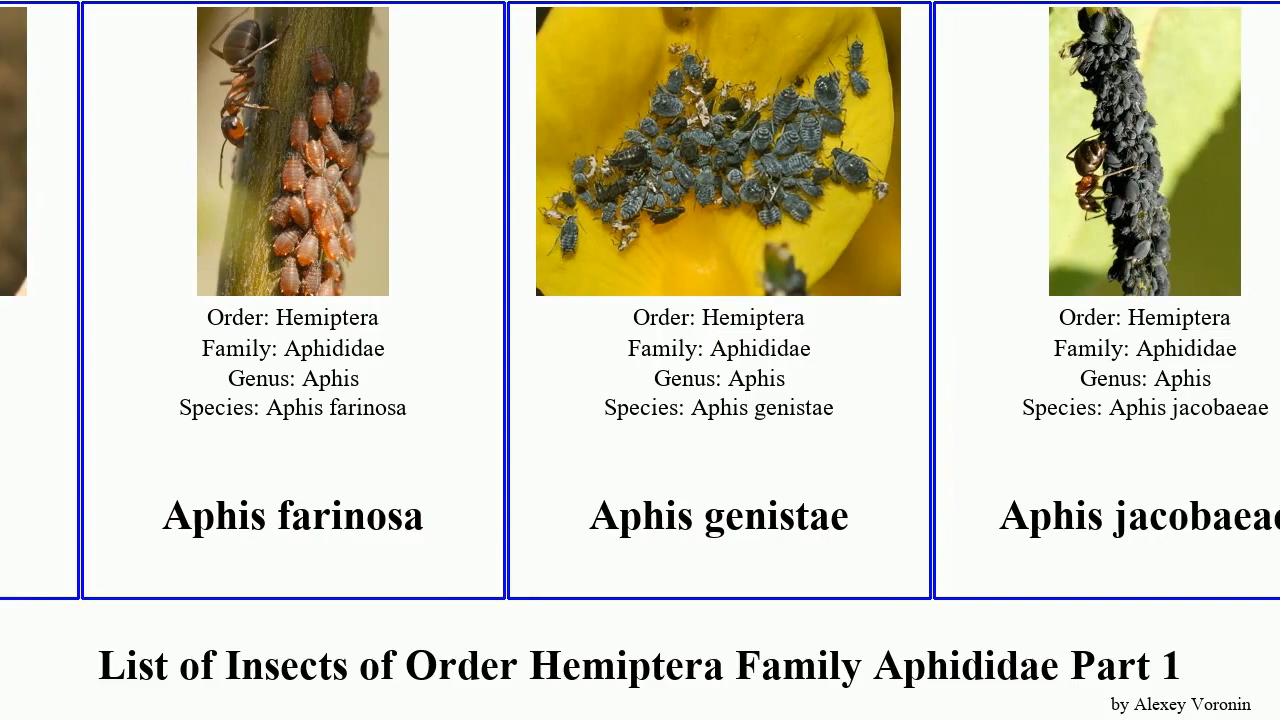 Order: Hemiptera
Family: Aphididae
Genus: Aphis
Species: Aphis farinosa
Aphis farinosa
Order: Hemiptera
Family: Aphididae
Genus: Aphis
Species: Aphis genistae
Aphis genistae
Order: Hemiptera
Family: Aphididae
Genus: Aphis
Species: Aphis jacobaeae
Aphis jacobaeae
List of Insects of Order Hemiptera Family Aphididae Part 1
by Alexey Voronin